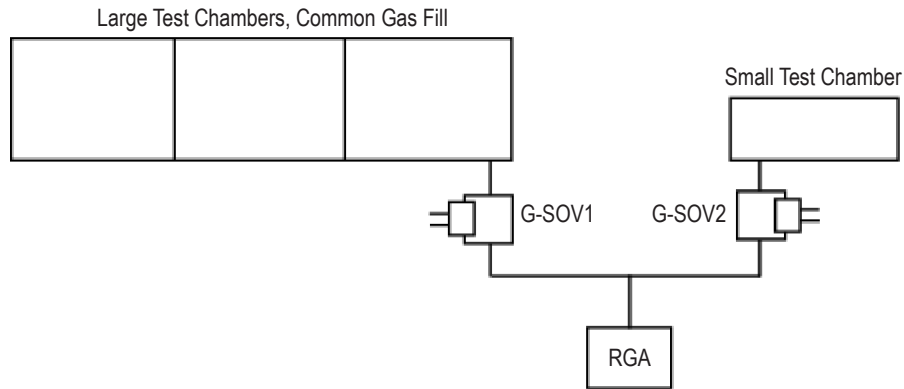 Large Test Chambers, Common Gas Fill
Small Test Chamber
G-SOV1
G-SOV2
RGA